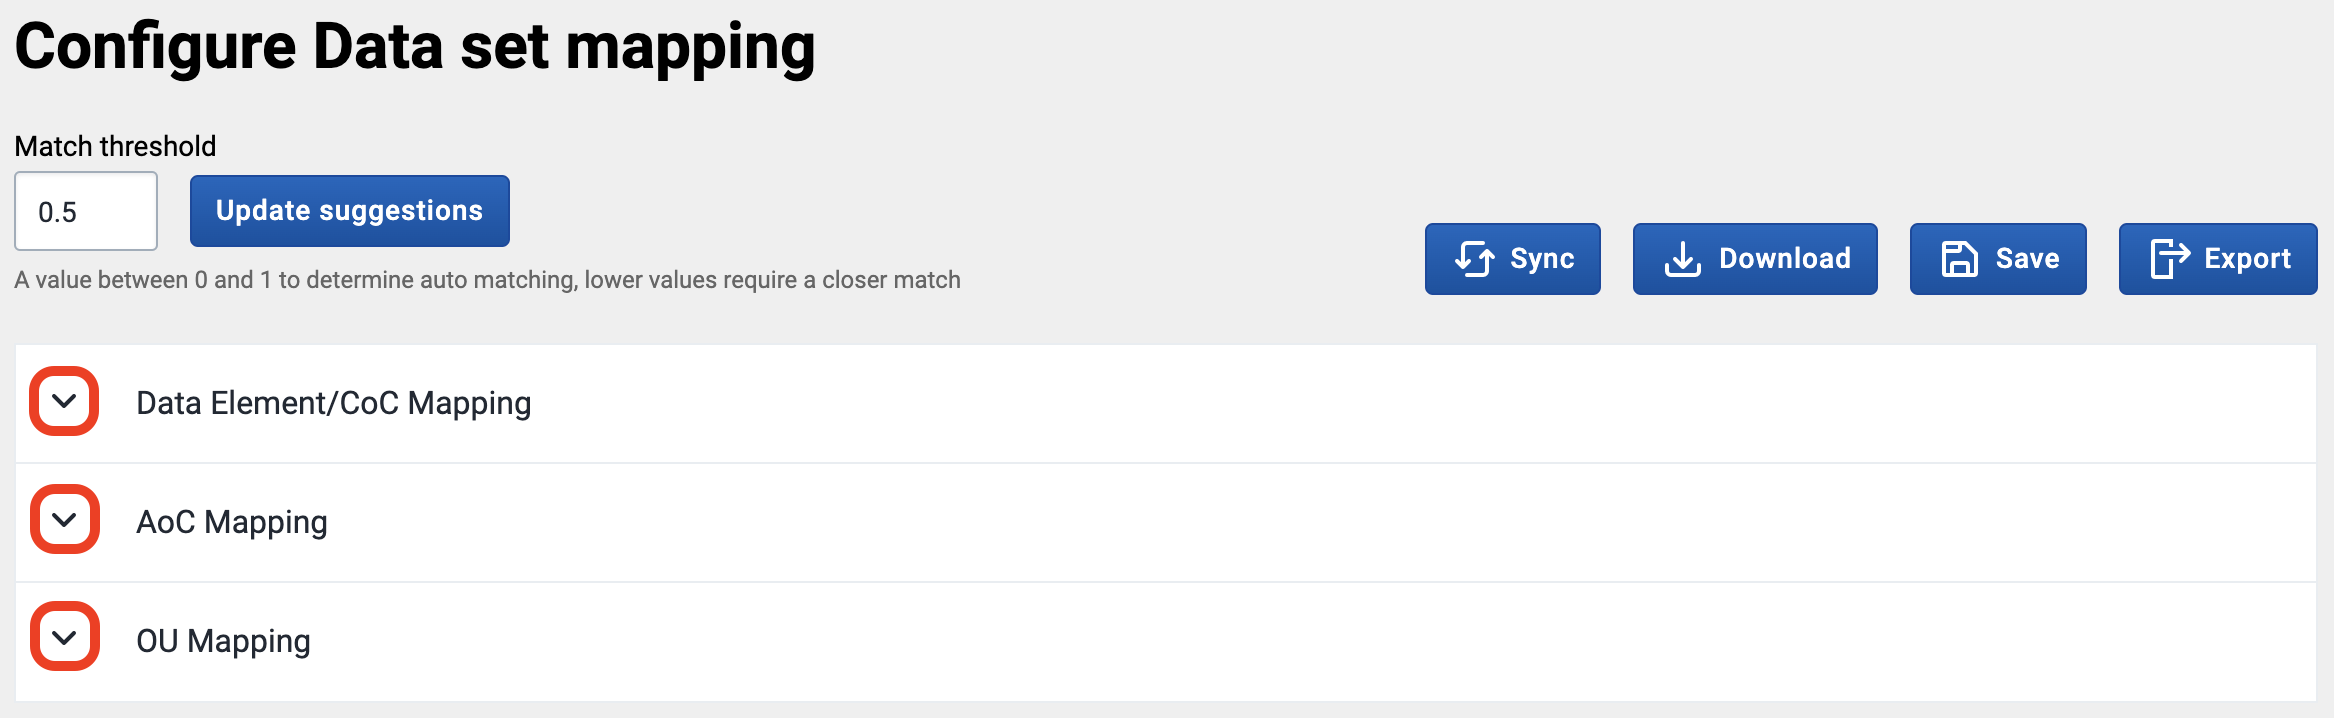 Configure Data set mapping
Match threshold
0.5
Update suggestions
A value between 0 and 1 to determine auto matching, lower values require a closer match
Sync
Download
Save
Export
Data Element/CoC Mapping
AoC Mapping
OU Mapping